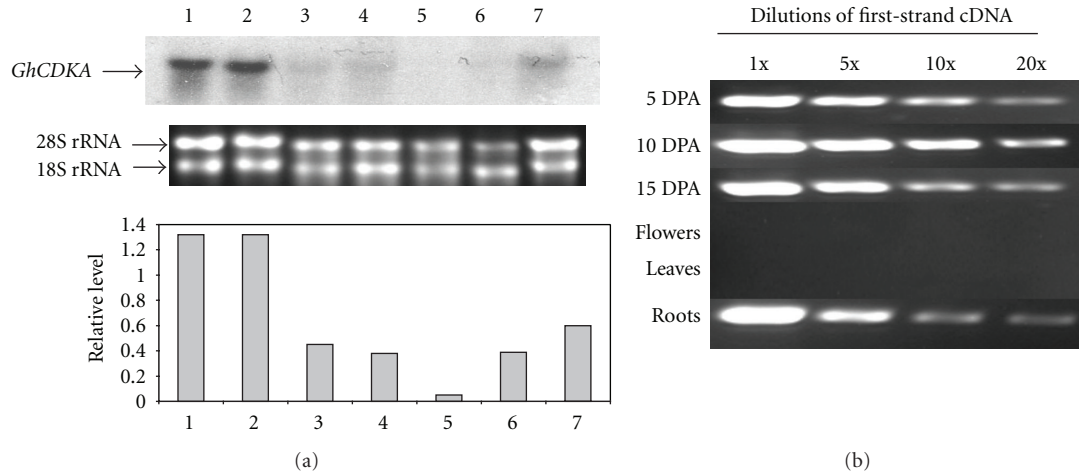 1 2 3 4 5 6 7
GhCDKA
28S rRNA
18S rRNA
1.4
1.2
1
0.8
0.6
0.4
0.2
0
Relative level
1 2 3 4 5 6 7
(a)
Dilutions of first-strand cDNA
1x 5x 10x 20x
5 DPA
10 DPA
15 DPA
Flowers
Leaves
Roots
(b)